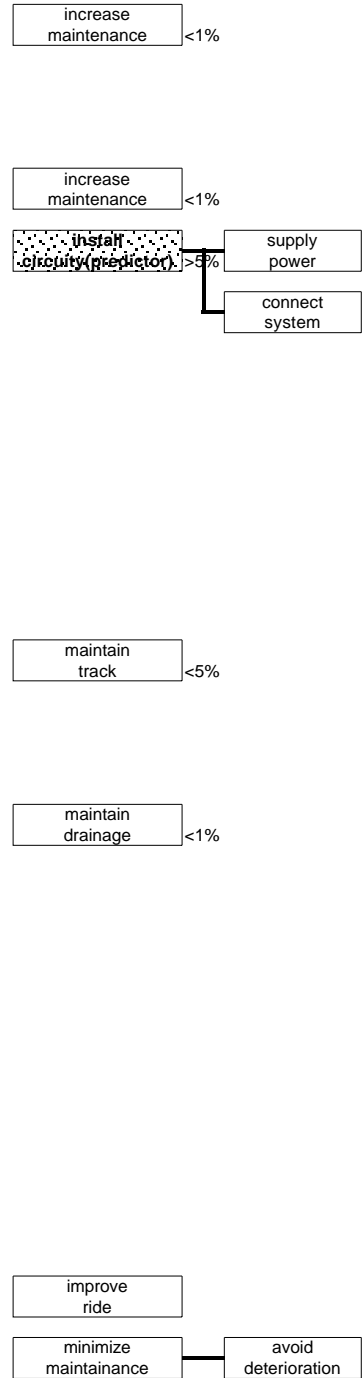 increase
maintenance
<1%
increase
maintenance
<1%
install
circuity(predictor)
>5%
supply
power
connect
system
maintain
track
<5%
maintain
drainage
<1%
improve
ride
minimize
maintainance
avoid
deterioration